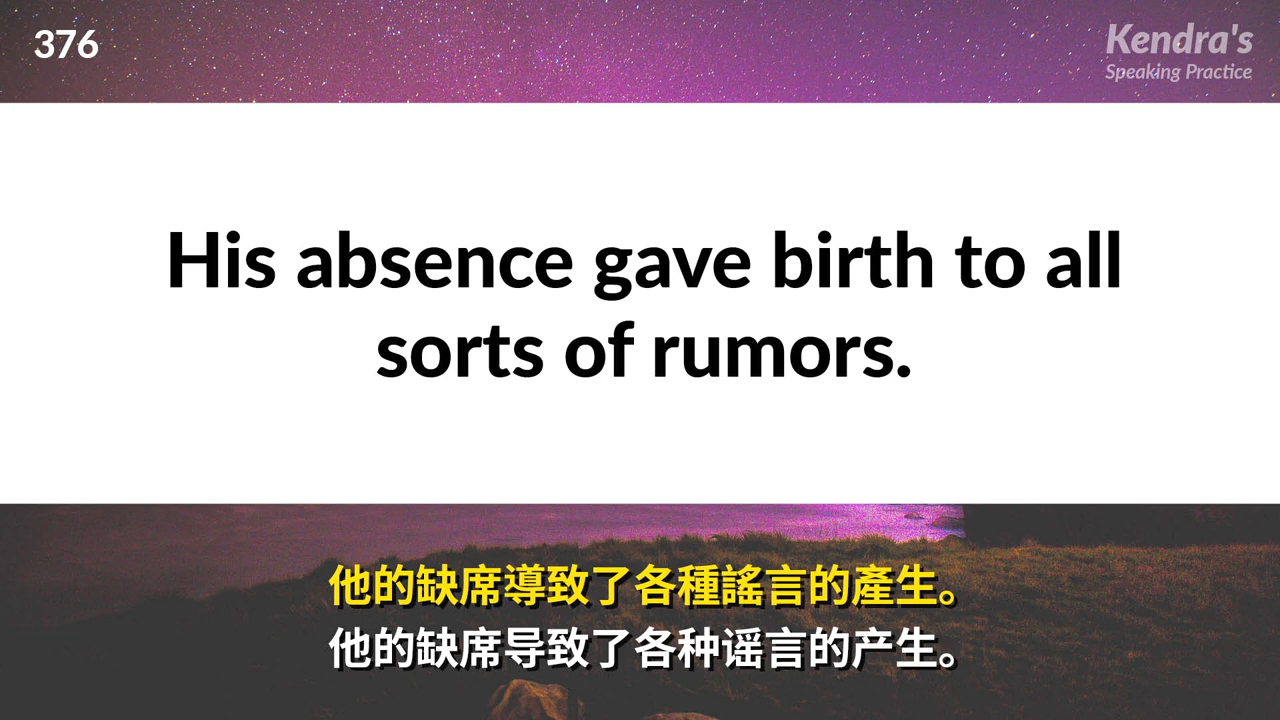 376
Kendra's
Speaking Practice
His absence gave birth to all
sorts of rumors.
他的缺席導致了各種謠言的產生。
他的缺席导致了各种谣言的产生。